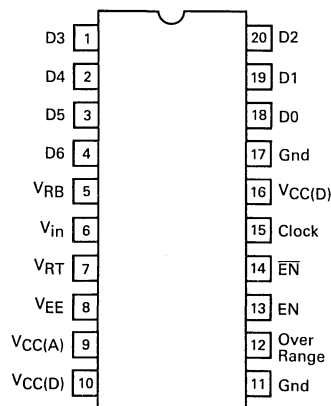 D3 1 20 D2
D4 2 19 D1
D5 3 18 D0
D6 4 17 Gnd
VRB 5 16 VCC(D)
Vin 6 15 Clock
VRT 7 14 E̅N̅
VEE 8 13 EN
VCC(A) 9 12 Over
Range
VCC(D) 10 11 Gnd